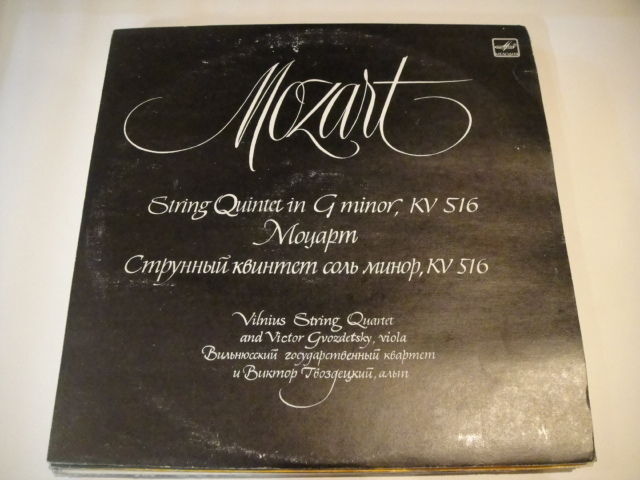 Mozart
String Quintet in G minor, KV 516
Моцарт
Струнный квинтет соль минор, KV 516
Vilnius String Quartet
and Victor Gvozdetsky, viola
Вильнюсский государственный квартет
и Виктор Гвоздецкий, альт